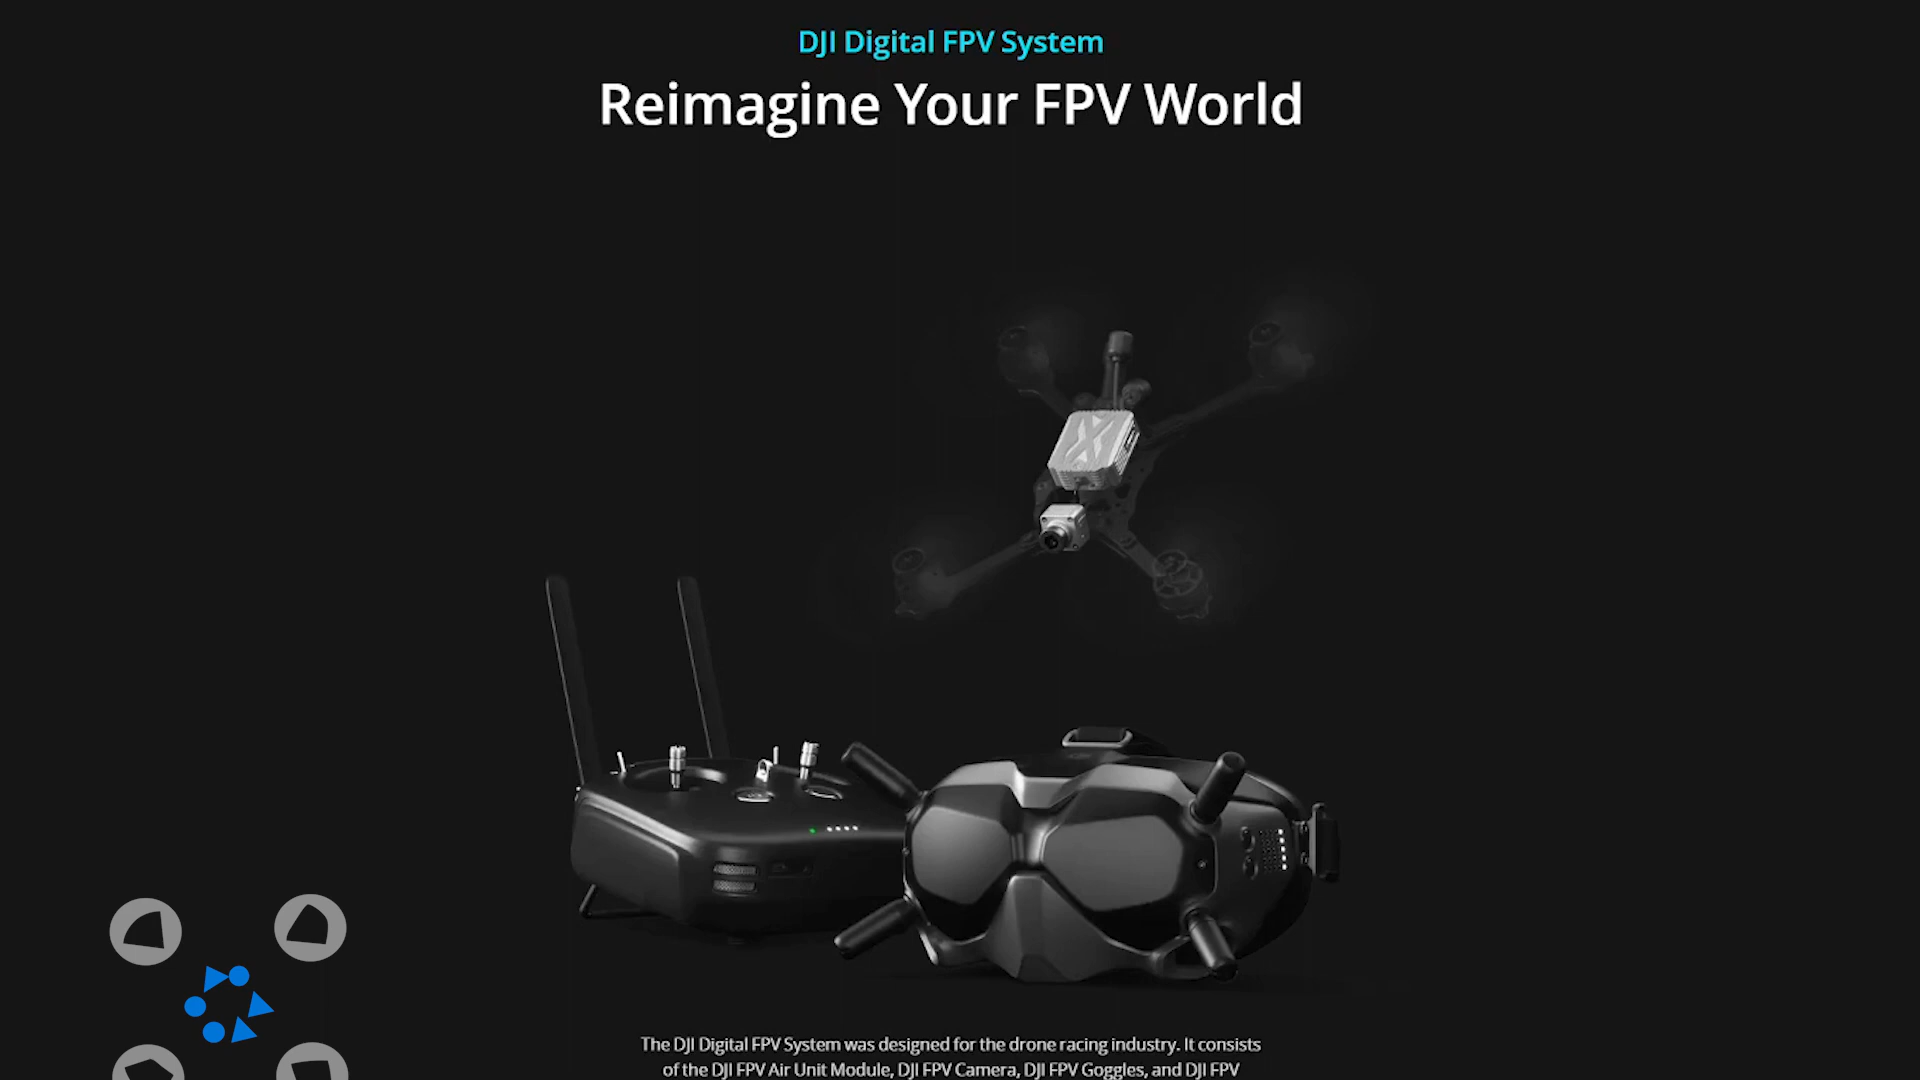 DJI Digital FPV System
Reimagine Your FPV World
The DJI Digital FPV System was designed for the drone racing industry. It consists
of the DJI FPV Air Unit Module, DJI FPV Camera, DJI FPV Goggles, and DJI FPV